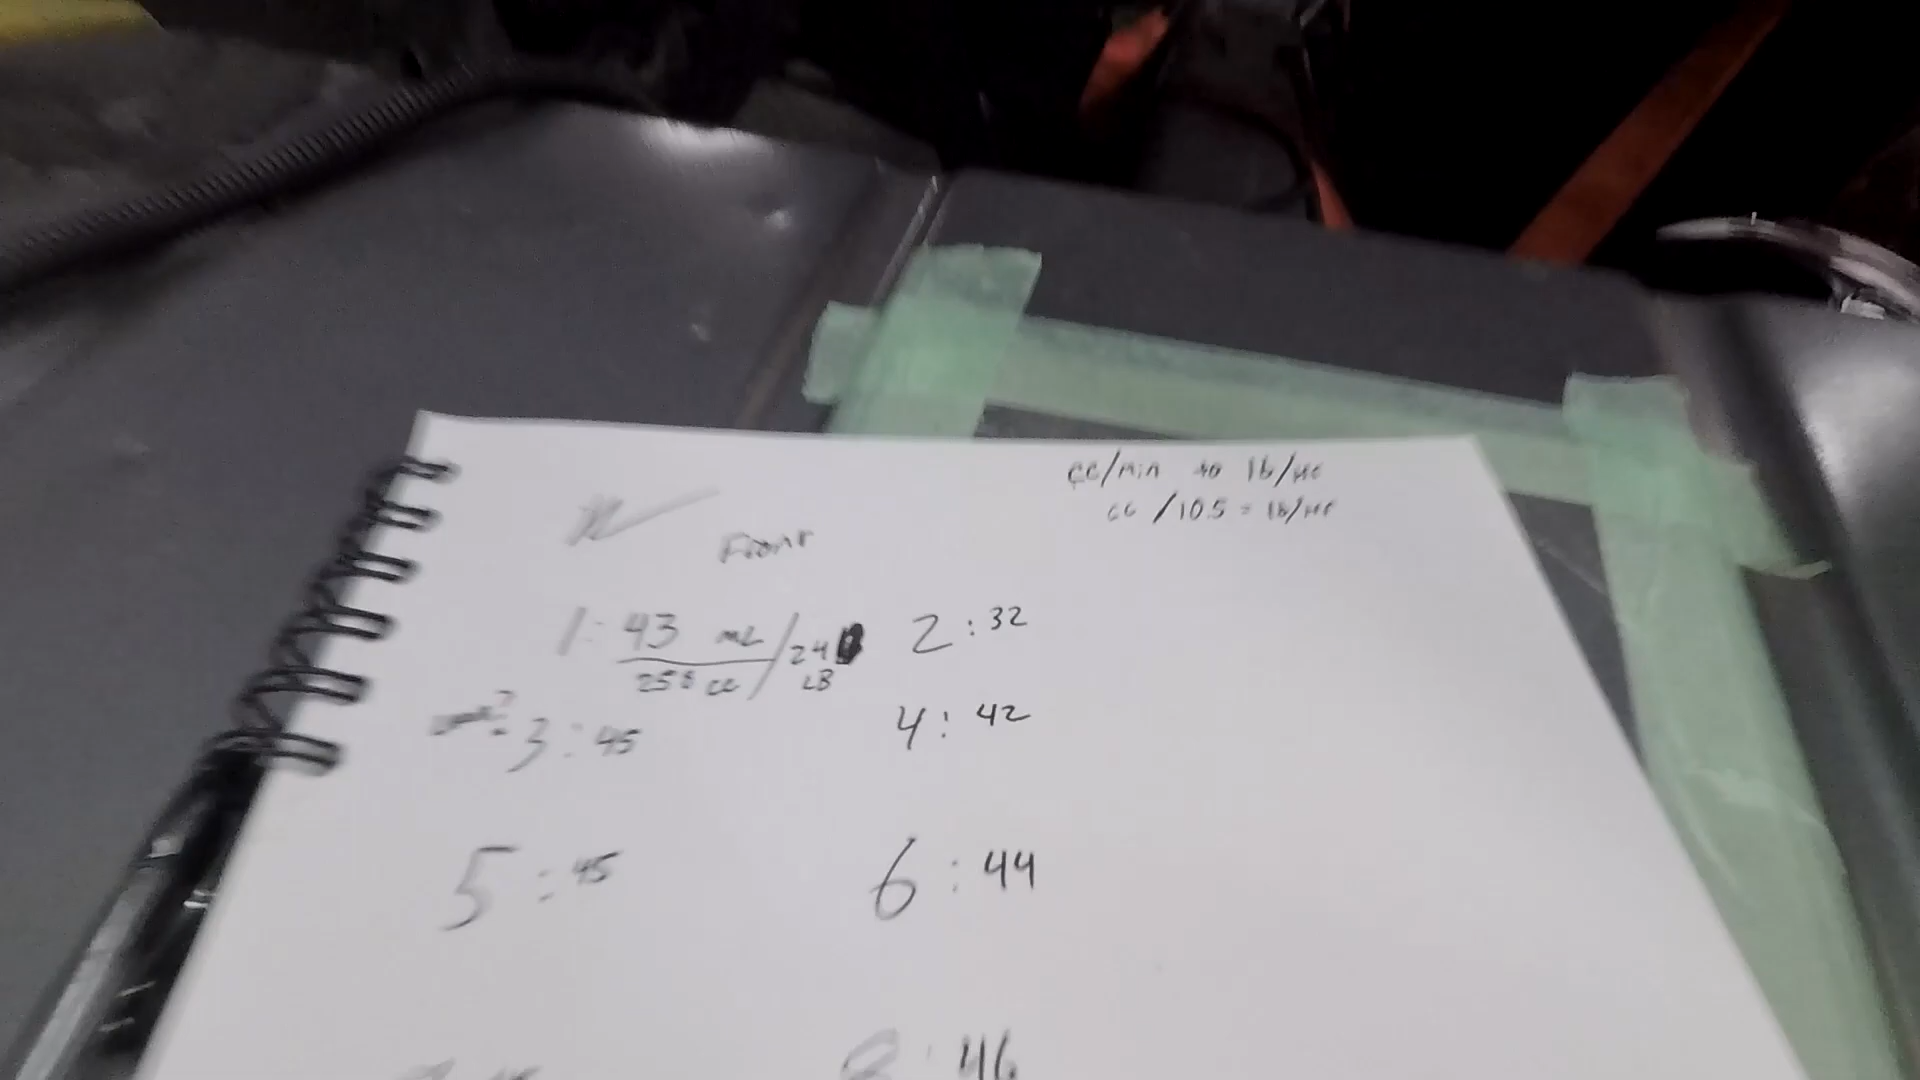 cc/min to lb/Hr
cc /10.5 = lb/Hr
Front
1: 43 mL / 24
258 cc LB
2: 32
3: 45
4: 42
5: 45
6: 44
8: 46